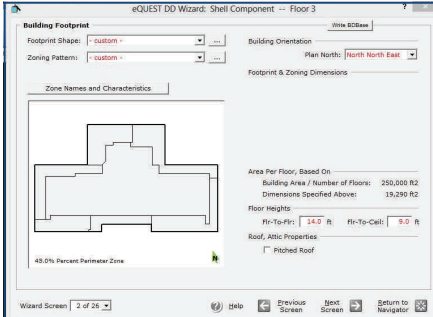 eQUEST DD Wizard: Shell Component -- Floor 3
?
Building Footprint
Write BDBase
Footprint Shape: - custom - ...
Zoning Pattern: - custom - ...
Building Orientation
Plan North: North North East
Footprint & Zoning Dimensions
Zone Names and Characteristics
Area Per Floor, Based On
Building Area / Number of Floors: 250,000 ft2
Dimensions Specified Above: 19,290 ft2
Floor Heights
Flr-To-Flr: 14.0 ft Flr-To-Ceil: 9.0 ft
Roof, Attic Properties
Pitched Roof
49.0% Percent Perimeter Zone
N
Wizard Screen 2 of 26
Help
Previous Screen
Next Screen
Return to Navigator